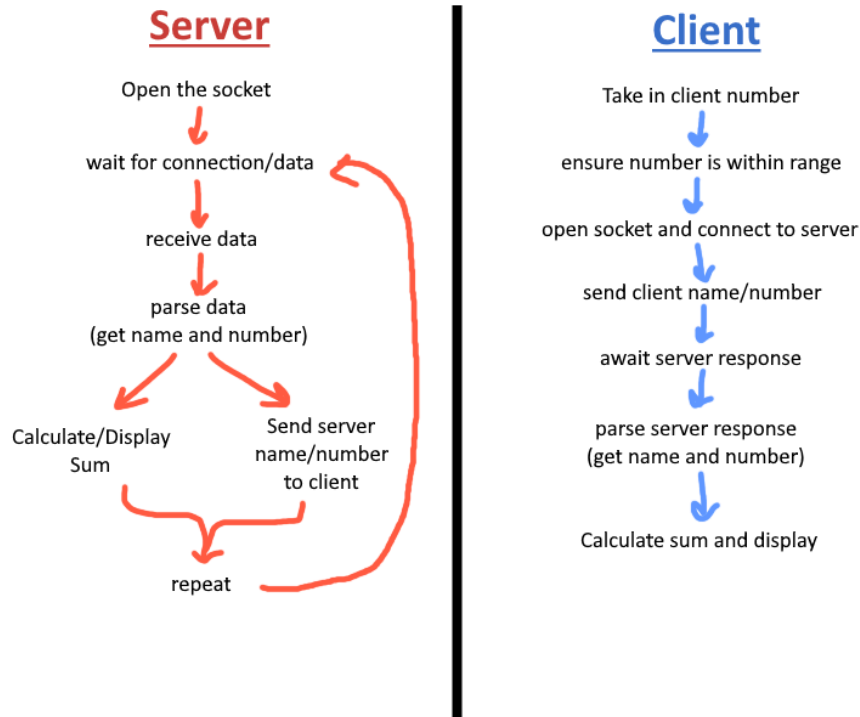 Server
Open the socket
wait for connection/data
receive data
parse data
(get name and number)
Calculate/Display
Sum
Send server
name/number
to client
repeat
Client
Take in client number
ensure number is within range
open socket and connect to server
send client name/number
await server response
parse server response
(get name and number)
Calculate sum and display